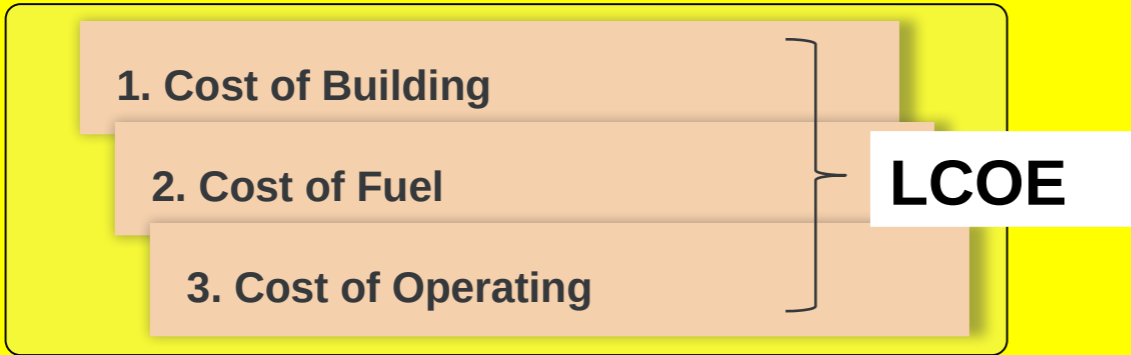 1. Cost of Building
2. Cost of Fuel
LCOE
3. Cost of Operating